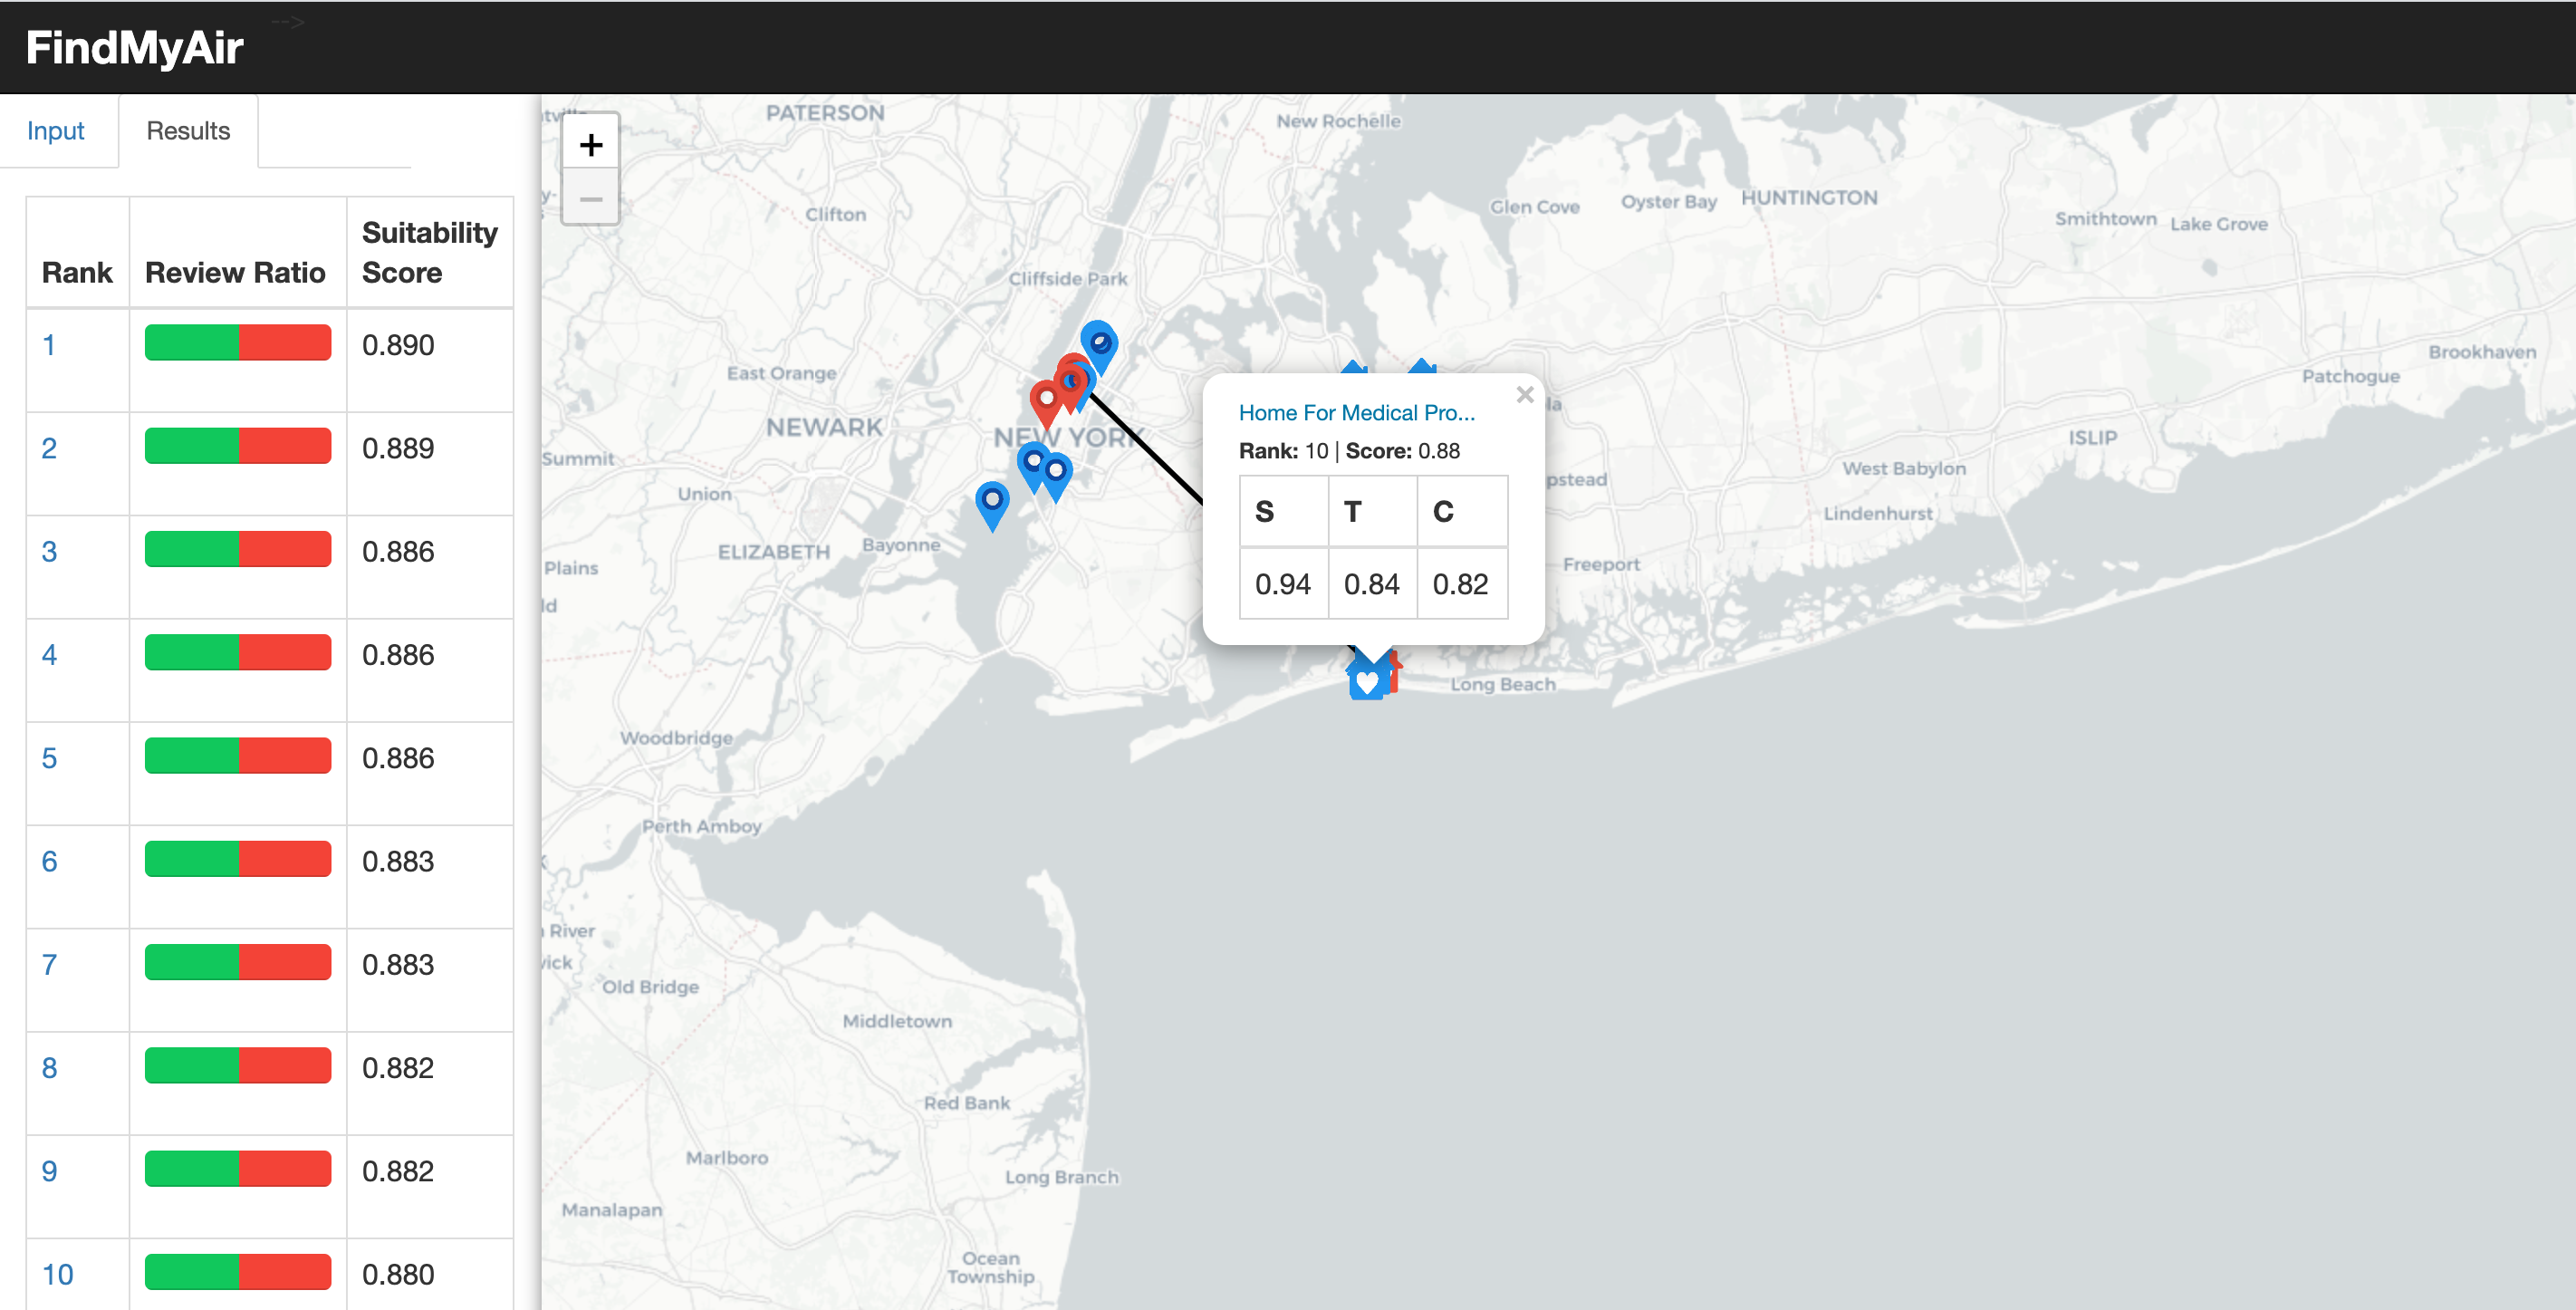 -->
FindMyAir
Input
Results
Rank
Review Ratio
Suitability
Score
1
0.890
2
0.889
3
0.886
4
0.886
5
0.886
6
0.883
7
0.883
8
0.882
9
0.882
10
0.880
+
−
PATERSON
New Rochelle
Clifton
Glen Cove
Oyster Bay
HUNTINGTON
Smithtown
Lake Grove
Cliffside Park
East Orange
Brookhaven
Patchogue
NEWARK
NEW YORK
ISLIP
Summit
West Babylon
Union
Lindenhurst
ELIZABETH
Bayonne
Freeport
Plains
Long Beach
Woodbridge
Perth Amboy
River
Old Bridge
Middletown
Red Bank
Marlboro
Long Branch
Manalapan
Ocean
Township
×
Home For Medical Pro...
Rank: 10 | Score: 0.88
S T C
0.94 0.84 0.82